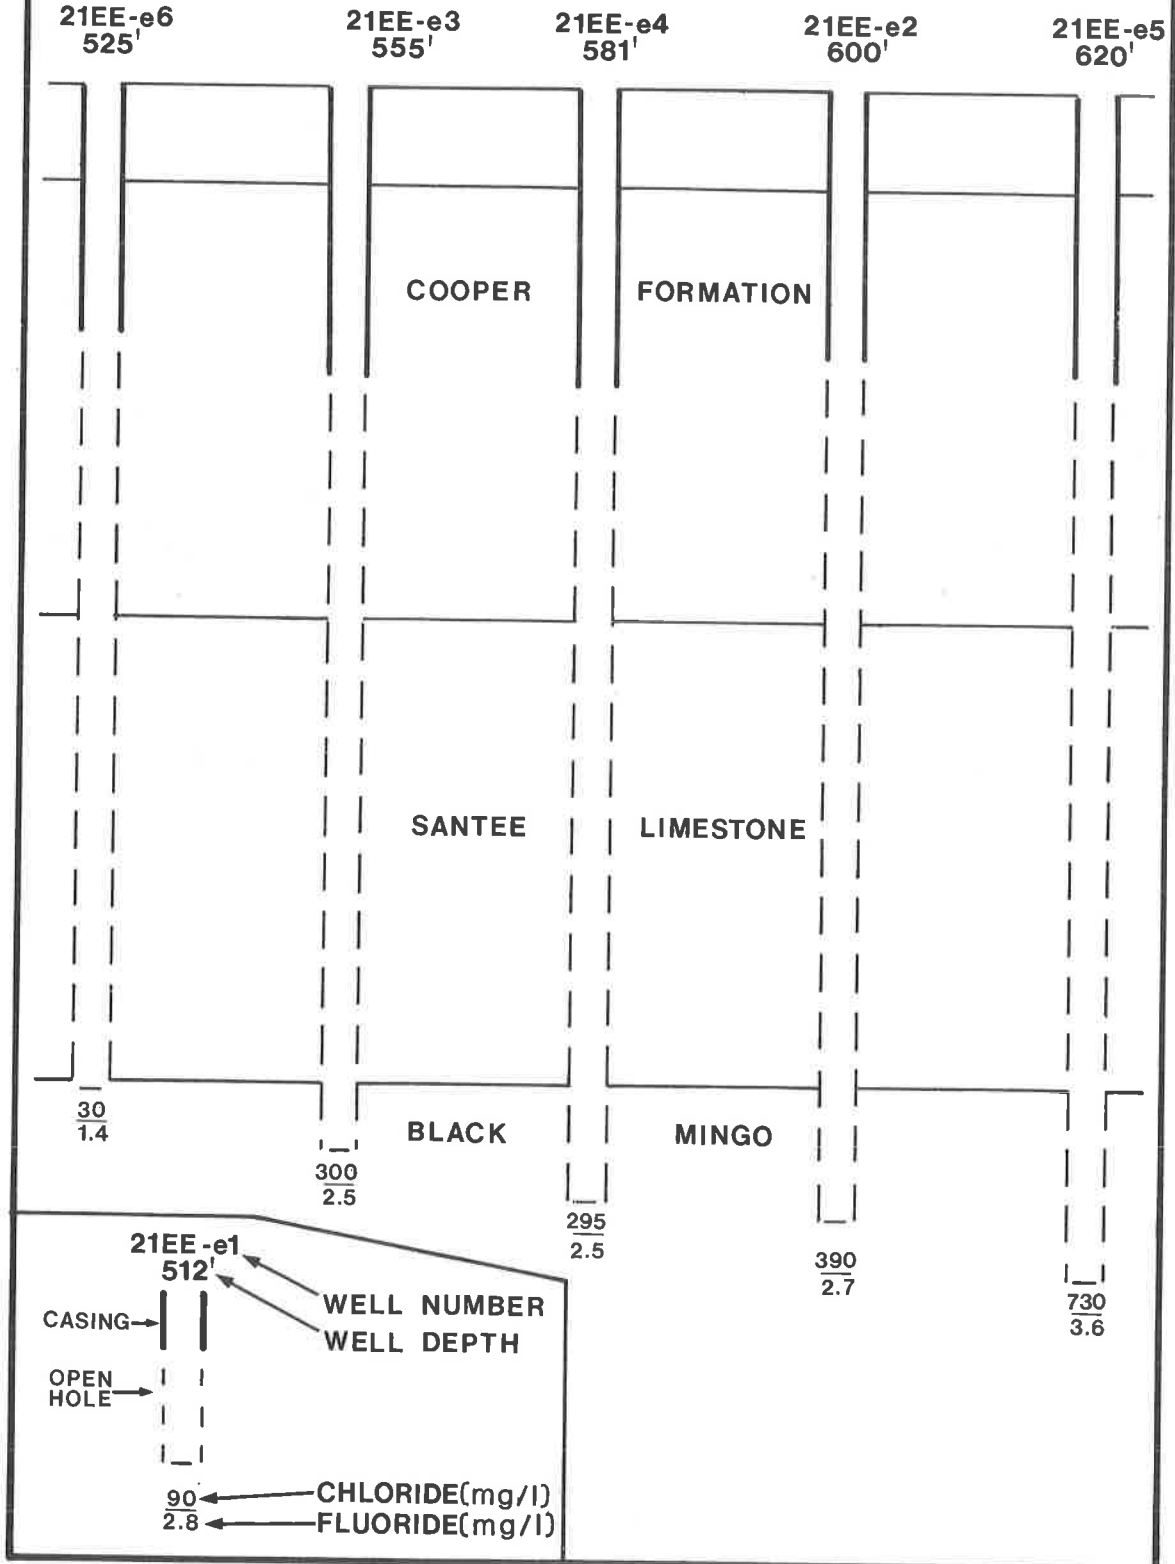 21EE-e6
525'
21EE-e3
555'
21EE-e4
581'
21EE-e2
600'
21EE-e5
620'
COOPER FORMATION
SANTEE LIMESTONE
BLACK MINGO
30
1.4
300
2.5
295
2.5
390
2.7
730
3.6
21EE-e1
512'
WELL NUMBER
WELL DEPTH
CASING
OPEN
HOLE
90
2.8
CHLORIDE(mg/l)
FLUORIDE(mg/l)